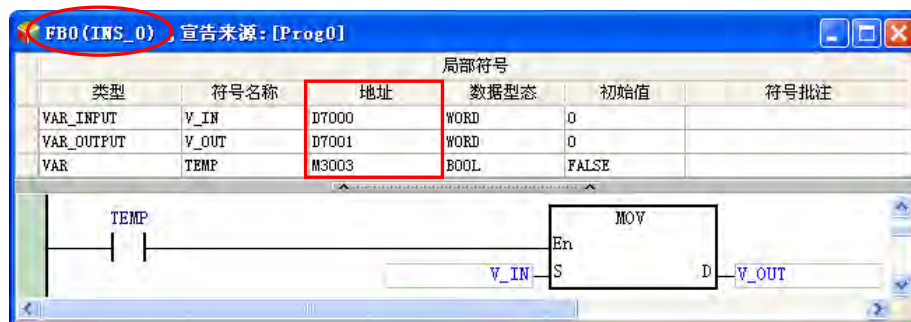 FB0(INS_0) ,宣告来源:[Prog0]
局部符号
类型 符号名称 地址 数据型态 初始值 符号批注
VAR_INPUT V_IN D7000 WORD 0
VAR_OUTPUT V_OUT D7001 WORD 0
VAR TEMP M3003 BOOL FALSE
TEMP MOV
En
V_IN S D V_OUT